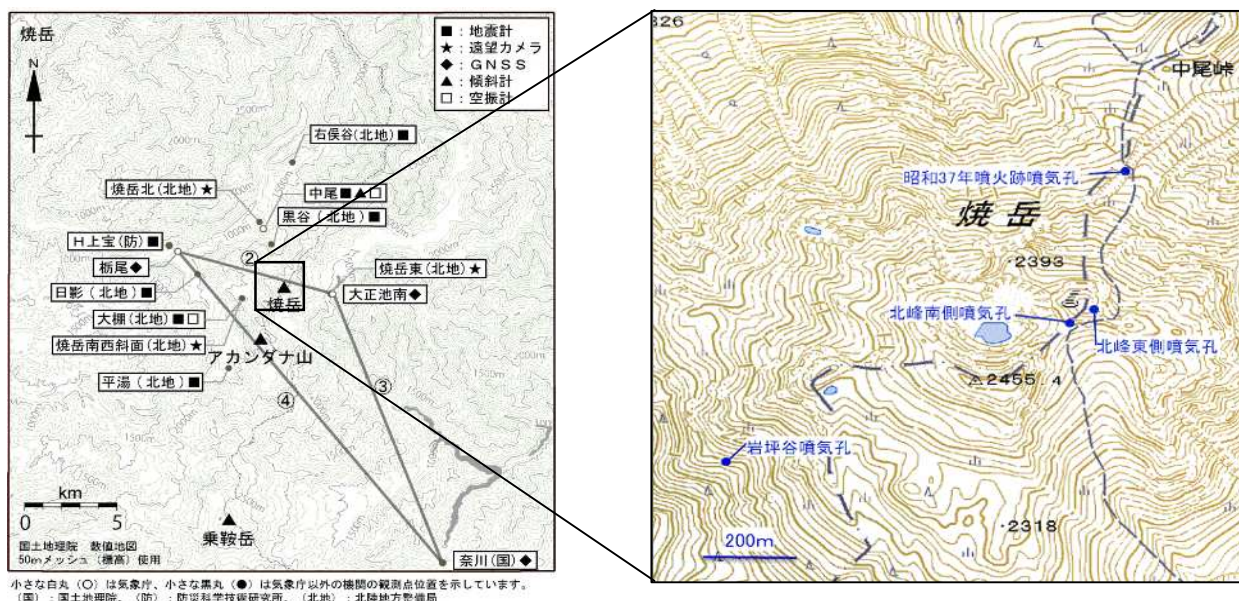 焼岳
N
■：地震計
★：遠望カメラ
◆：ＧＮＳＳ
▲：傾斜計
□：空振計
右俣谷(北地)■
焼岳北(北地)★
中尾■▲□
黒谷（北地）■
Ｈ上宝(防)■
②
栃尾◆
焼岳東(北地)★
日影（北地）■
焼岳
大正池南◆
大棚(北地)■□
焼岳南西斜面(北地)★
アカンダナ山
平湯（北地）■
③
④
1500m
1000m
km
0 5
乗鞍岳
国土地理院 数値地図
50mメッシュ（標高）使用
奈川(国)◆
小さな白丸（○）は気象庁、小さな黒丸（●）は気象庁以外の機関の観測点位置を示しています。
（国）：国土地理院、（防）：防災科学技術研究所、（北地）：北陸地方整備局
中尾峠
昭和37年噴火跡噴気孔
焼岳
・2393
北峰南側噴気孔
北峰東側噴気孔
△2455.4
岩坪谷噴気孔
・2318
200m